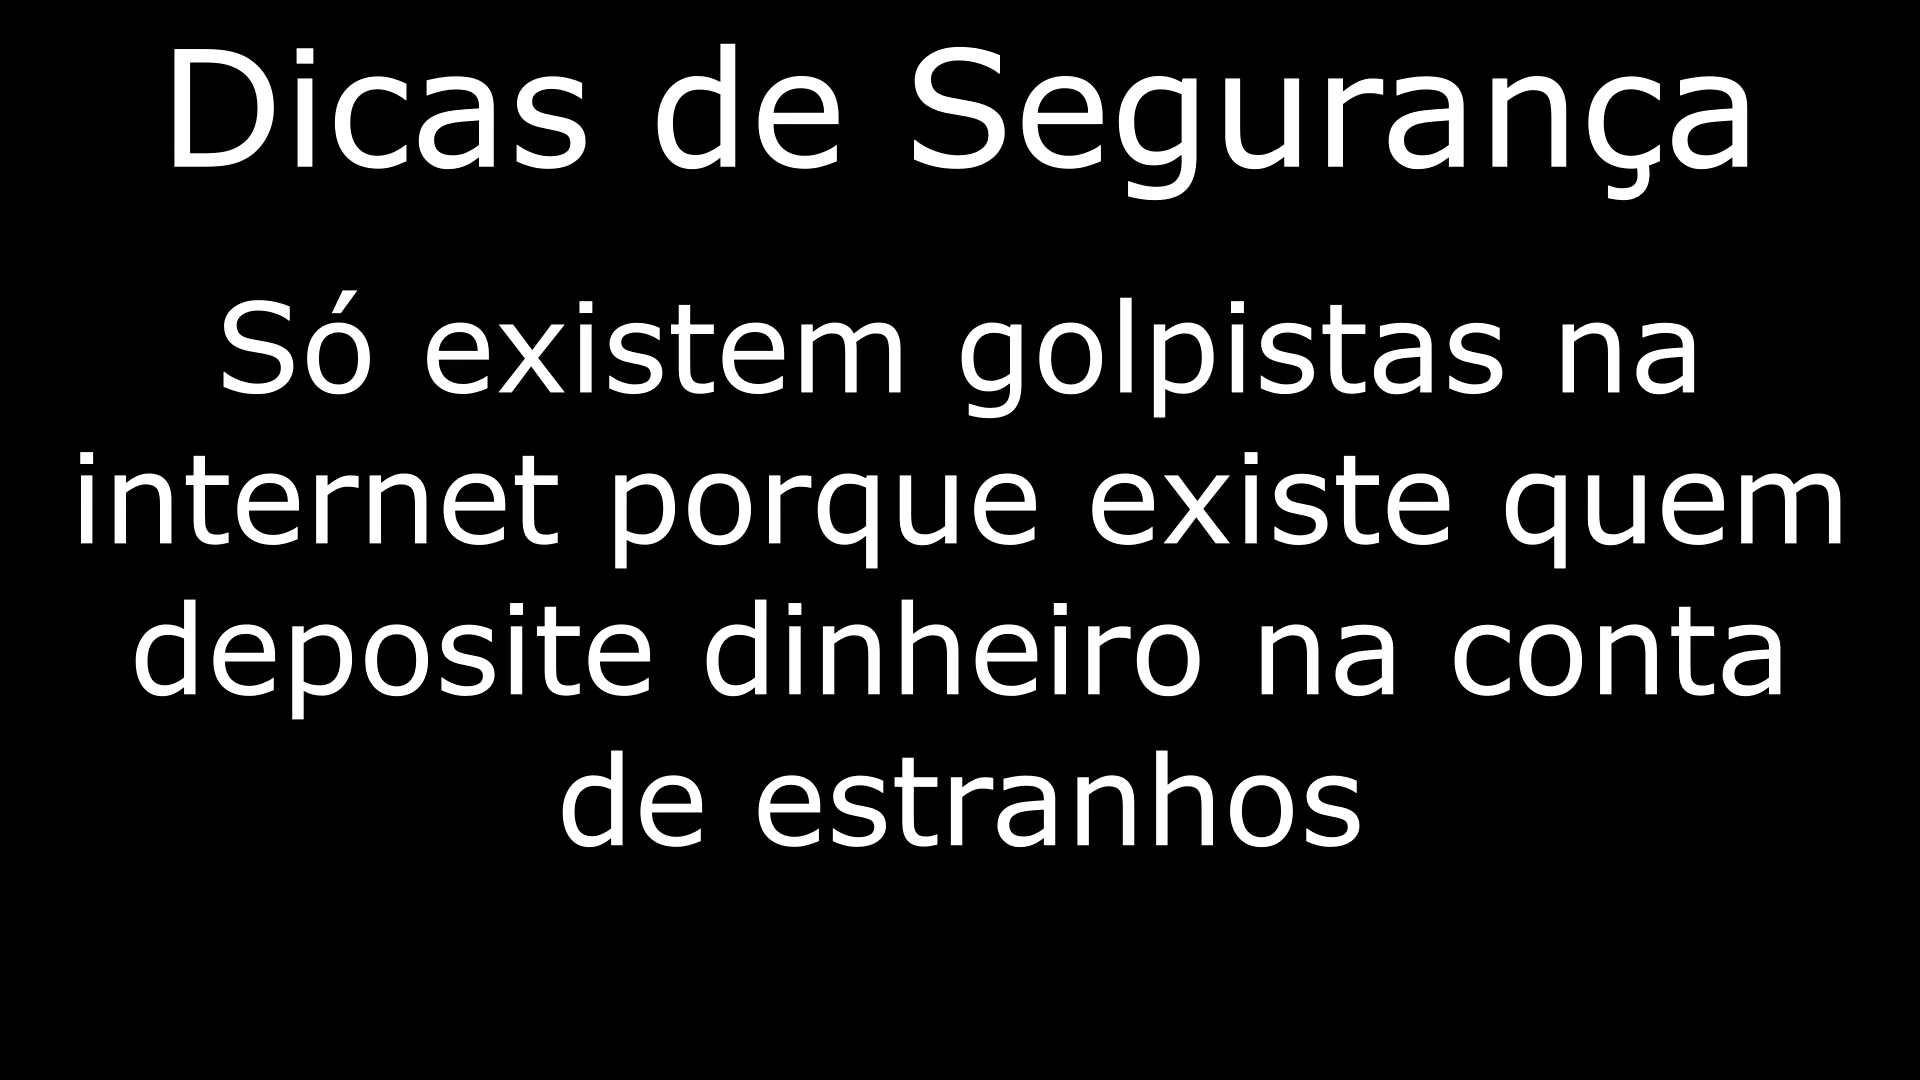 Dicas de Segurança
Só existem golpistas na
internet porque existe quem
deposite dinheiro na conta
de estranhos